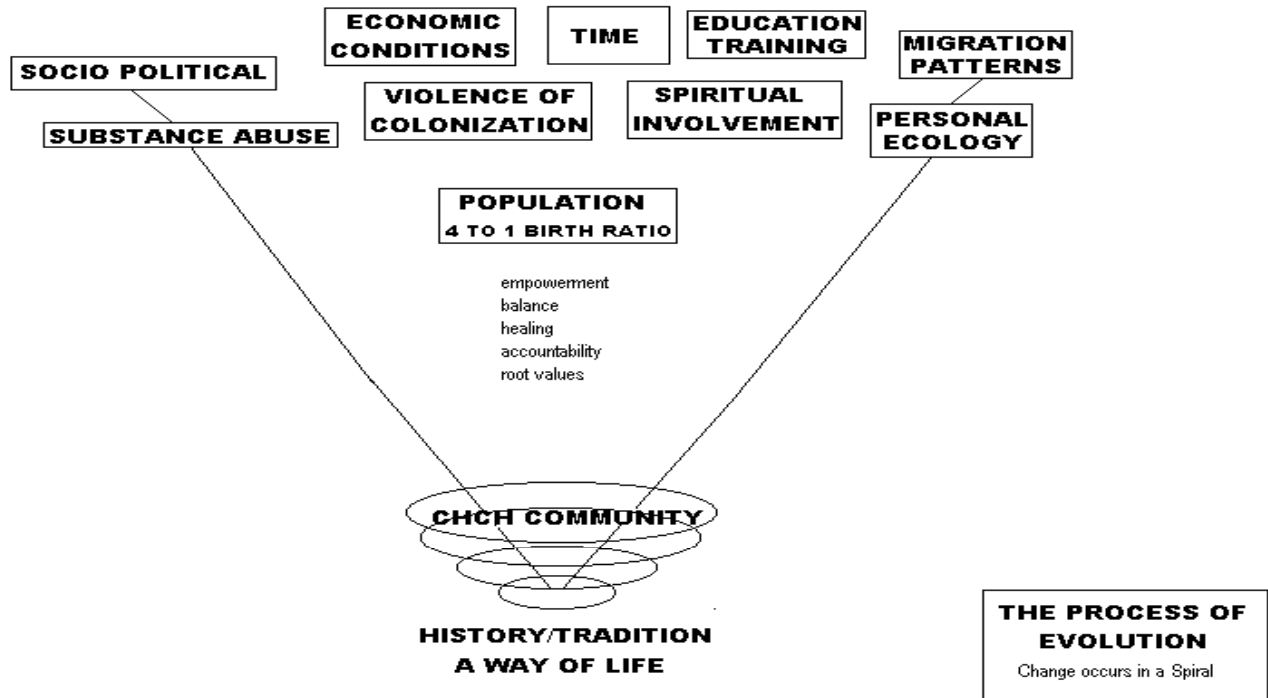 ECONOMIC
CONDITIONS
TIME
EDUCATION
TRAINING
MIGRATION
PATTERNS
SOCIO POLITICAL
VIOLENCE OF
COLONIZATION
SPIRITUAL
INVOLVEMENT
PERSONAL
ECOLOGY
SUBSTANCE ABUSE
POPULATION
4 TO 1 BIRTH RATIO
empowerment
balance
healing
accountability
root values
CHCH COMMUNITY
HISTORY/TRADITION
A WAY OF LIFE
THE PROCESS OF
EVOLUTION
Change occurs in a Spiral